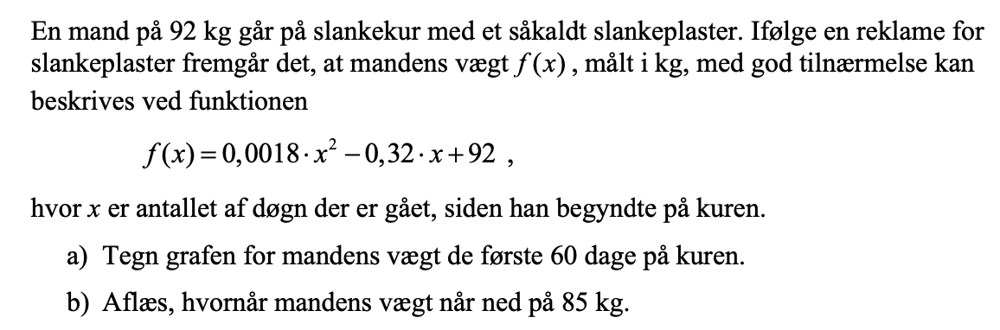 En mand på 92 kg går på slankekur med et såkaldt slankeplaster. Ifølge en reklame for
slankeplaster fremgår det, at mandens vægt f(x), målt i kg, med god tilnærmelse kan
beskrives ved funktionen
f(x) = 0,0018·x² − 0,32·x + 92 ,
hvor x er antallet af døgn der er gået, siden han begyndte på kuren.
a) Tegn grafen for mandens vægt de første 60 dage på kuren.
b) Aflæs, hvornår mandens vægt når ned på 85 kg.